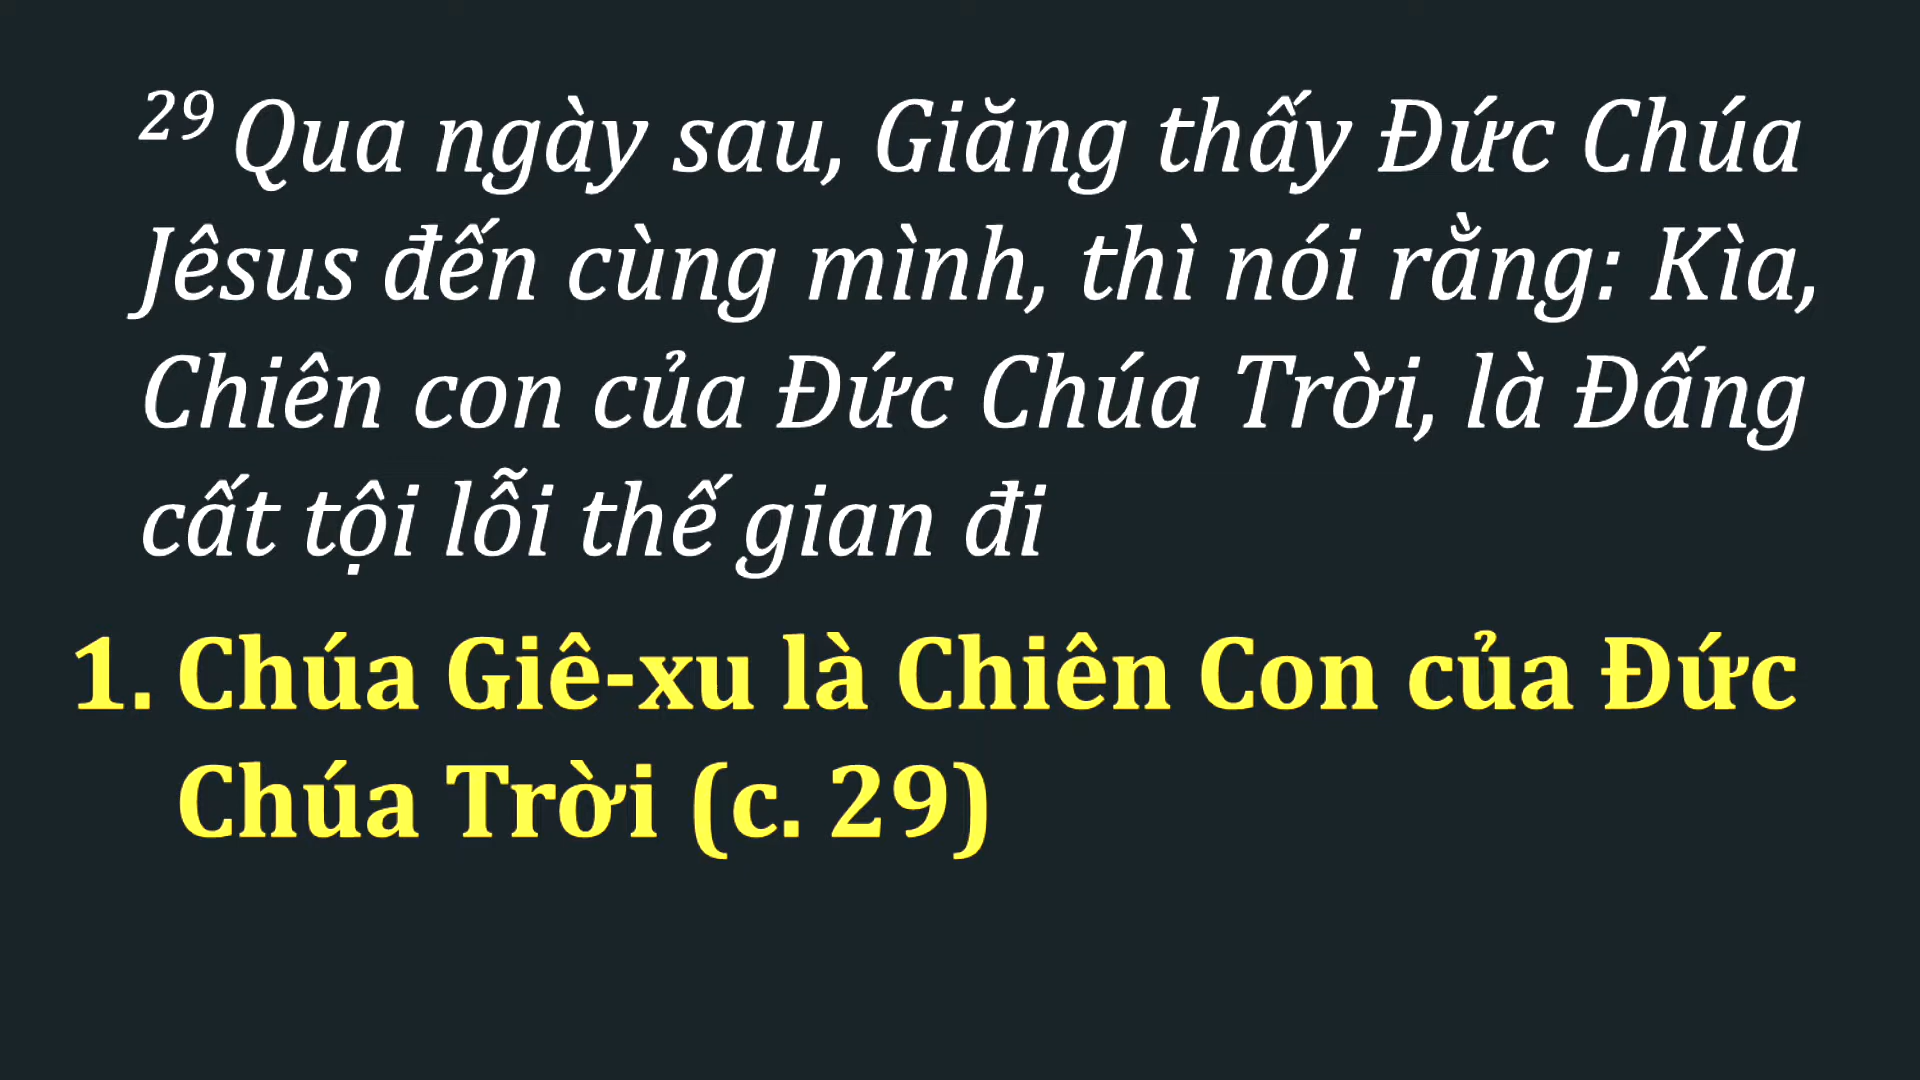 29 Qua ngày sau, Giăng thấy Đức Chúa
Jêsus đến cùng mình, thì nói rằng: Kìa,
Chiên con của Đức Chúa Trời, là Đấng
cất tội lỗi thế gian đi
1. Chúa Giê-xu là Chiên Con của Đức
Chúa Trời (c. 29)